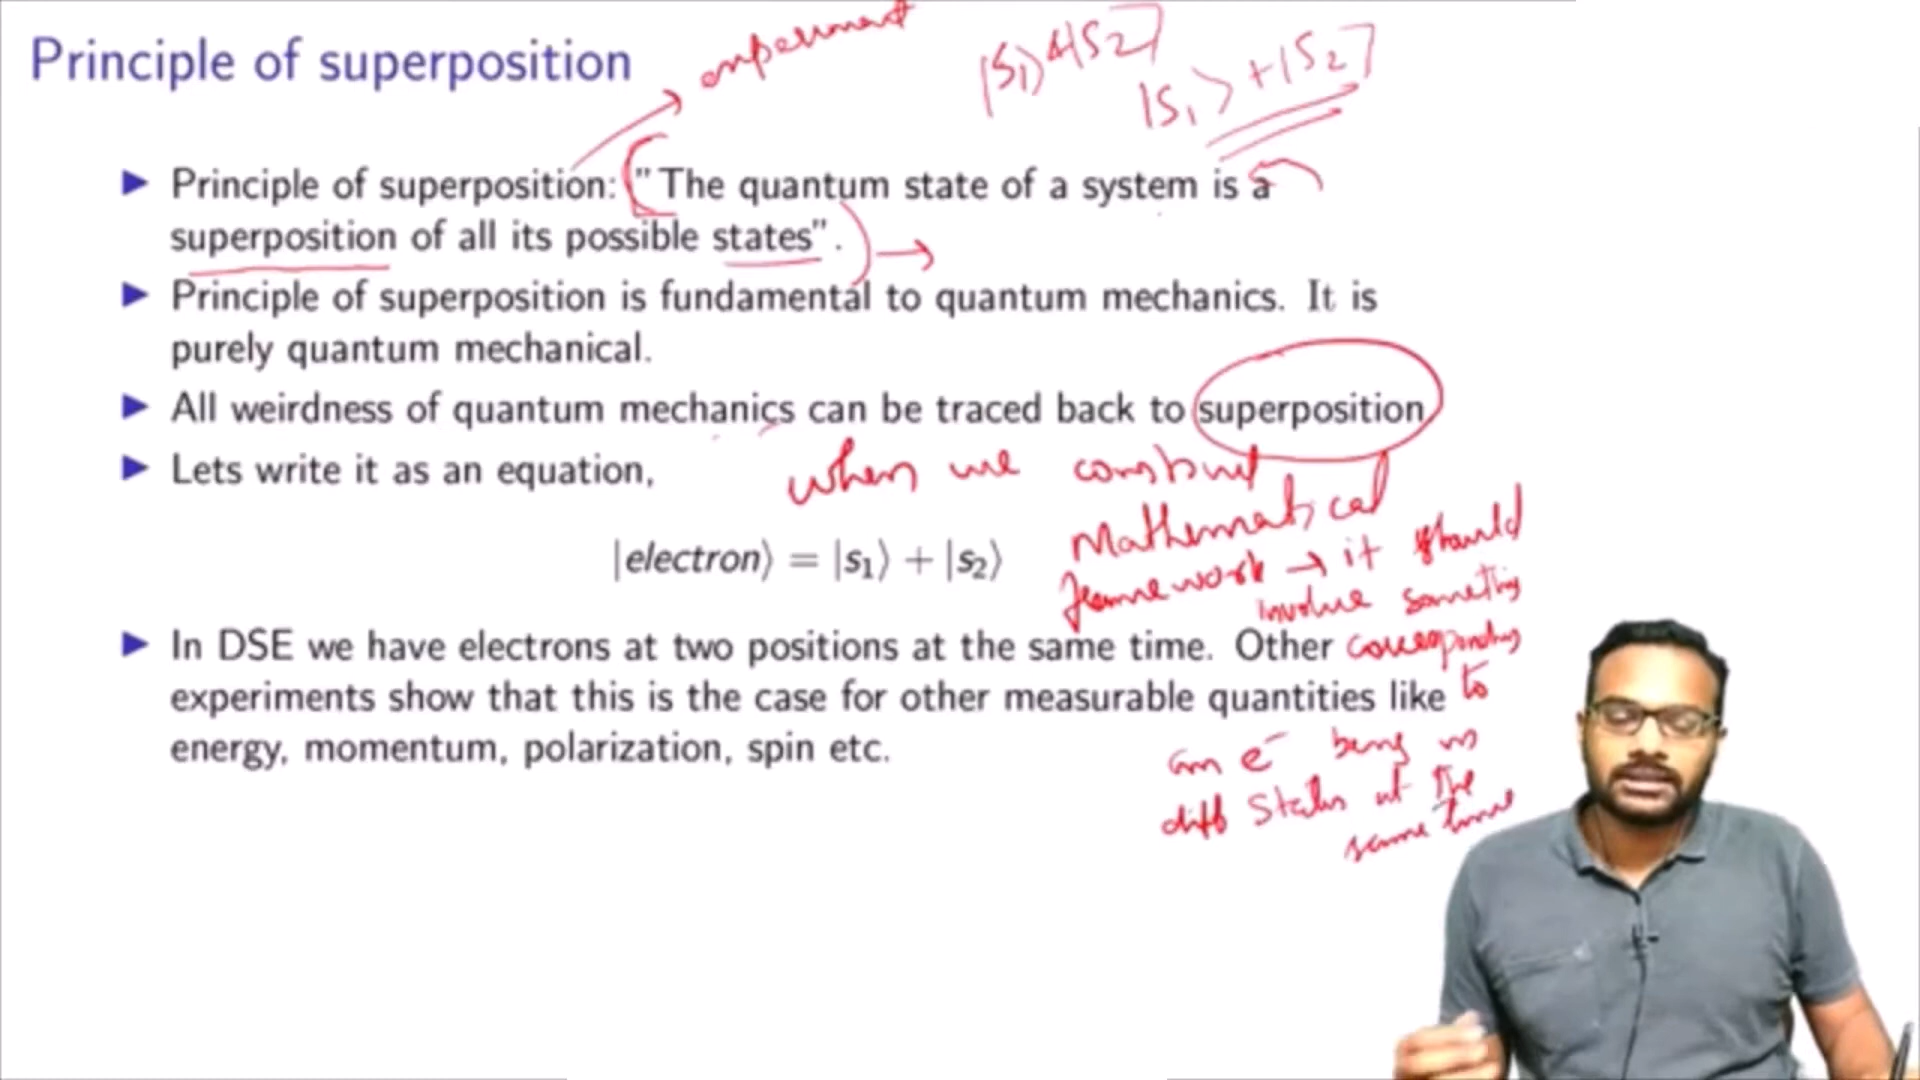 Principle of superposition
experiment
|S1⟩ |S2⟩
|S1⟩ + |S2⟩
▶ Principle of superposition: "The quantum state of a system is a
superposition of all its possible states".
▶ Principle of superposition is fundamental to quantum mechanics. It is
purely quantum mechanical.
▶ All weirdness of quantum mechanics can be traced back to superposition
▶ Lets write it as an equation,
|electron⟩ = |s₁⟩ + |s₂⟩
when we construct
Mathematical
framework → it should
involve something
corresponding
to
an e⁻ being in
diff states at the
same time
▶ In DSE we have electrons at two positions at the same time. Other
experiments show that this is the case for other measurable quantities like
energy, momentum, polarization, spin etc.